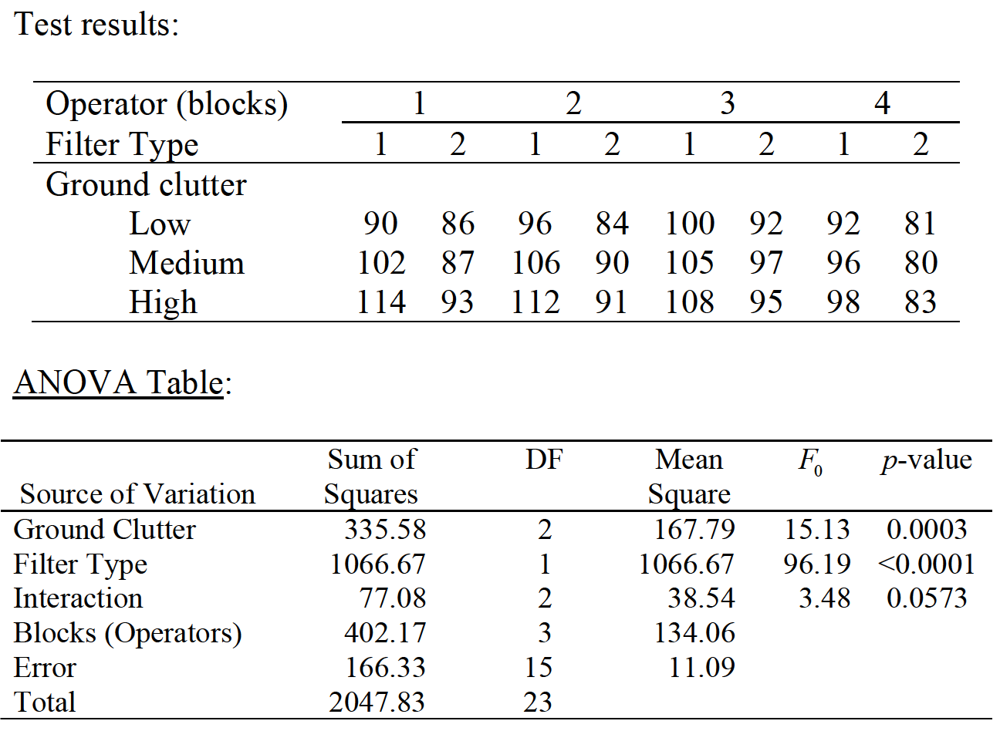 Test results:
Operator (blocks) 1 2 3 4
Filter Type 1 2 1 2 1 2 1 2
Ground clutter
Low 90 86 96 84 100 92 92 81
Medium 102 87 106 90 105 97 96 80
High 114 93 112 91 108 95 98 83
ANOVA Table:
Sum of DF Mean F0 p-value
Source of Variation Squares Square
Ground Clutter 335.58 2 167.79 15.13 0.0003
Filter Type 1066.67 1 1066.67 96.19 <0.0001
Interaction 77.08 2 38.54 3.48 0.0573
Blocks (Operators) 402.17 3 134.06
Error 166.33 15 11.09
Total 2047.83 23